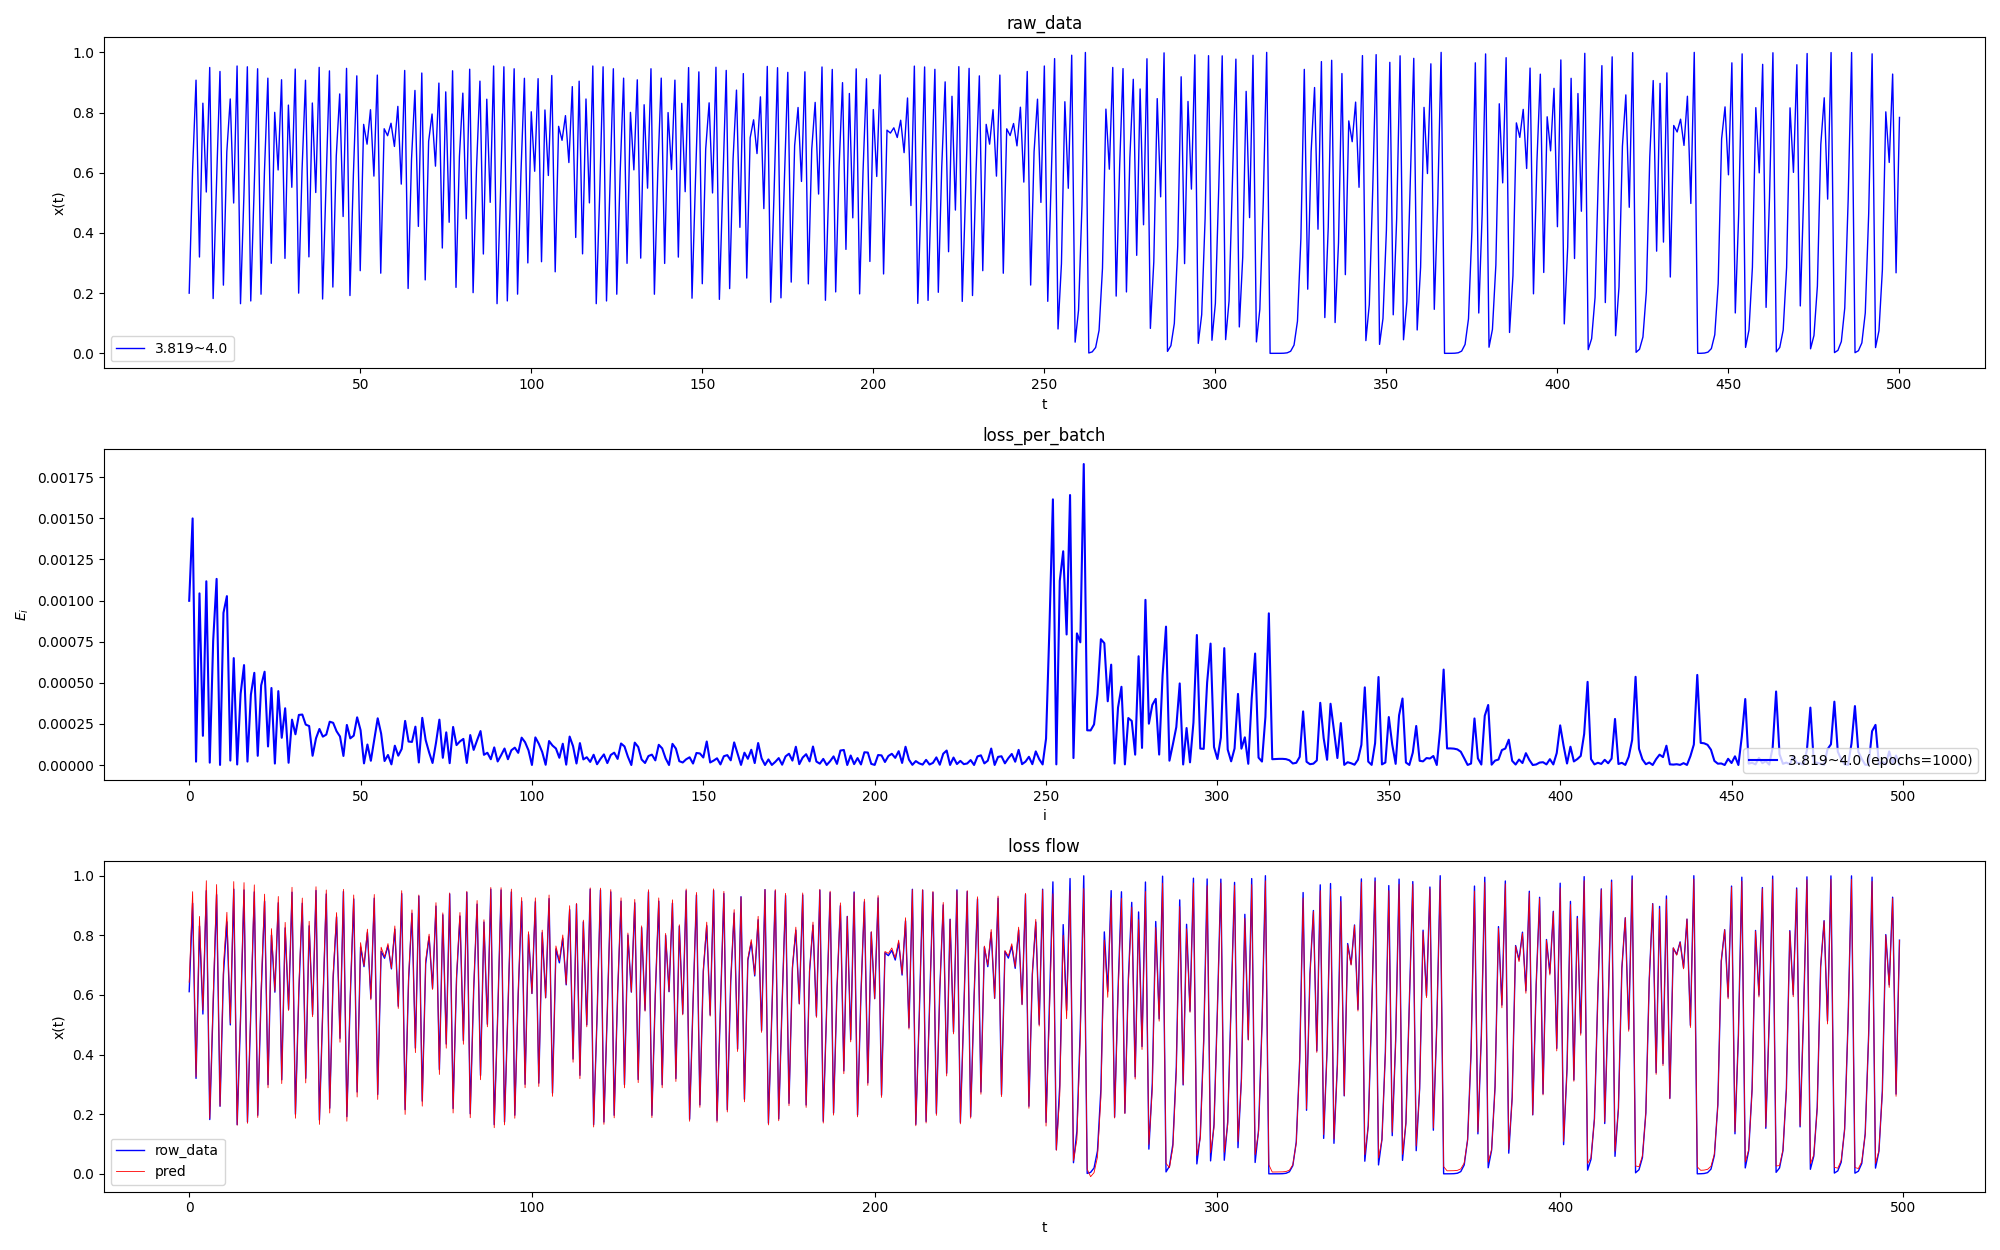 raw_data
1.0
0.8
0.6
0.4
0.2
0.0
x(t)
3.819~4.0
50 100 150 200 250 300 350 400 450 500
t
loss_per_batch
0.00175
0.00150
0.00125
0.00100
0.00075
0.00050
0.00025
0.00000
E_i
3.819~4.0 (epochs=1000)
0 50 100 150 200 250 300 350 400 450 500
i
loss flow
1.0
0.8
0.6
0.4
0.2
0.0
x(t)
row_data
pred
0 100 200 300 400 500
t